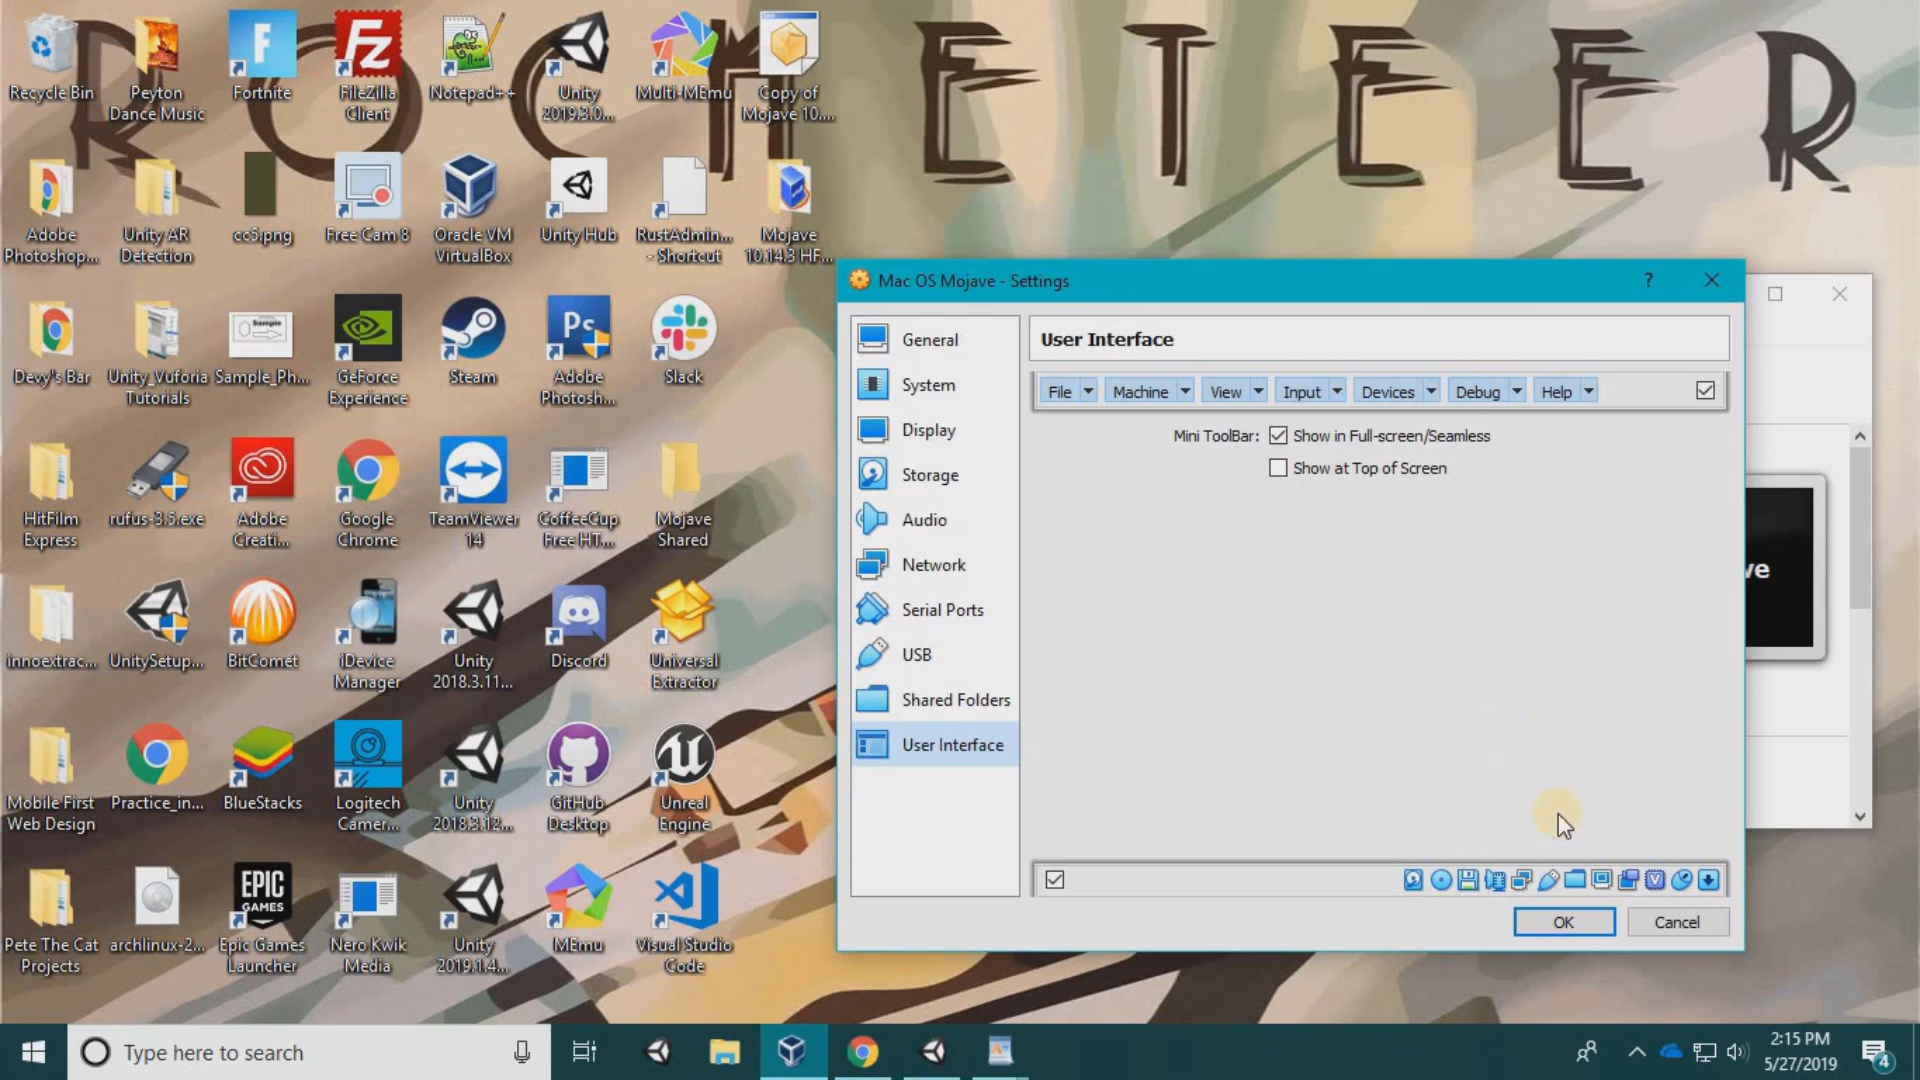 ROCKETEER
Recycle Bin
Peyton
Dance Music
Fortnite
FileZilla
Client
Notepad++
Unity
2019.3.0...
Multi-MEmu
Copy of
Mojave 10....
Adobe
Photoshop...
Unity AR
Detection
cc5.png
Free Cam 8
Oracle VM
VirtualBox
Unity Hub
RustAdmin...
- Shortcut
Mojave
10.14.3 HF...
Devy's Bar
Unity_Vuforia
Tutorials
Sample
Sample_Ph...
GeForce
Experience
Steam
Ps
Adobe
Photosh...
Slack
HitFilm
Express
rufus-3.5.exe
Adobe
Creati...
Google
Chrome
TeamViewer
14
CoffeeCup
Free HT...
Mojave
Shared
innoextrac...
UnitySetup...
BitComet
iDevice
Manager
Unity
2018.3.11...
Discord
Universal
Extractor
Mobile First
Web Design
Practice_in...
BlueStacks
Logitech
Camer...
Unity
2018.3.12...
GitHub
Desktop
Unreal
Engine
Pete The Cat
Projects
archlinux-2...
EPIC
GAMES
Epic Games
Launcher
Nero Kwik
Media
Unity
2019.1.4...
MEmu
Visual Studio
Code
Mac OS Mojave - Settings
?
General
System
Display
Storage
Audio
Network
Serial Ports
USB
Shared Folders
User Interface
User Interface
File Machine View Input Devices Debug Help
Mini ToolBar: Show in Full-screen/Seamless
Show at Top of Screen
OK Cancel
ve
Type here to search
2:15 PM
5/27/2019
4